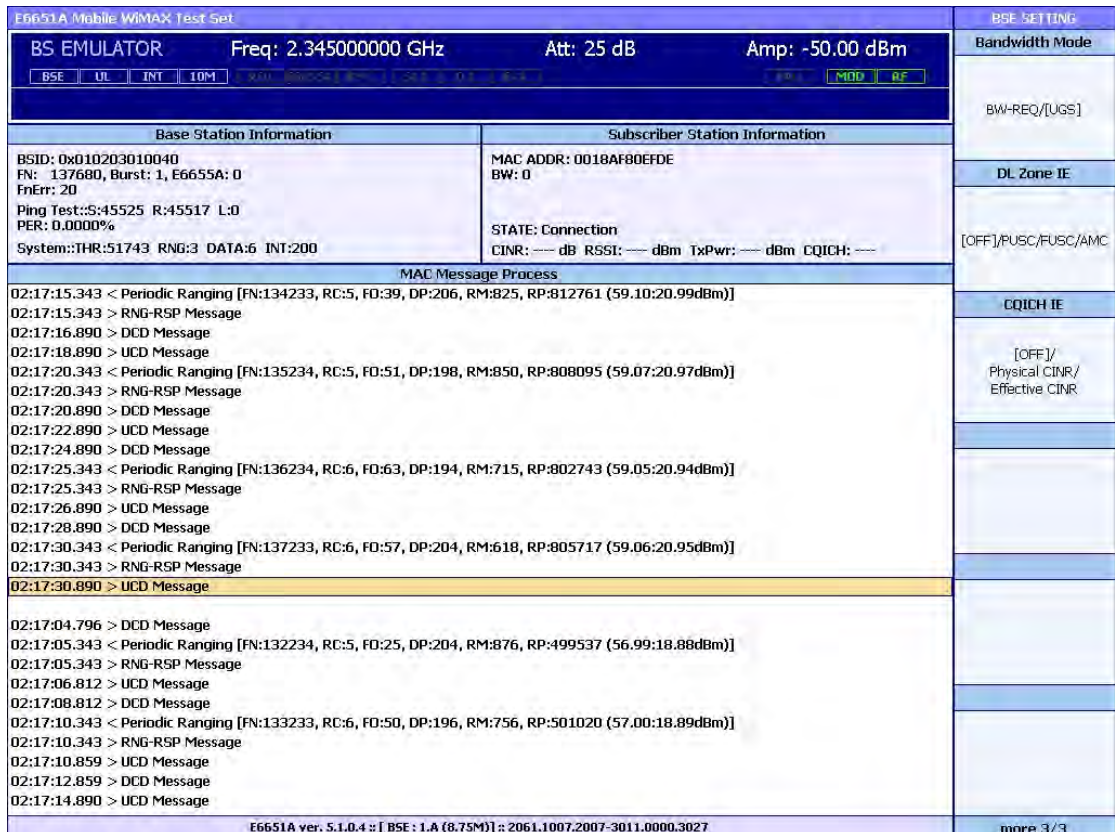 E6651A Mobile WiMAX Test Set
BS EMULATOR Freq: 2.345000000 GHz Att: 25 dB Amp: -50.00 dBm
BSE UL INT 10M MOD RF
Base Station Information
BSID: 0x010203010040
FN: 137680, Burst: 1, E6655A: 0
FnErr: 20
Ping Test::S:45525 R:45517 L:0
PER: 0.0000%
System::THR:51743 RNG:3 DATA:6 INT:200
Subscriber Station Information
MAC ADDR: 0018AF80EFDE
BW: 0
STATE: Connection
CINR: --- dB RSSI: --- dBm TxPwr: --- dBm CQICH: ---
MAC Message Process
02:17:15.343 < Periodic Ranging [FN:134233, RC:5, FO:39, DP:206, RM:825, RP:812761 (59.10:20.99dBm)]
02:17:15.343 > RNG-RSP Message
02:17:16.890 > DCD Message
02:17:18.890 > UCD Message
02:17:20.343 < Periodic Ranging [FN:135234, RC:5, FO:51, DP:198, RM:850, RP:808095 (59.07:20.97dBm)]
02:17:20.343 > RNG-RSP Message
02:17:20.890 > DCD Message
02:17:22.890 > UCD Message
02:17:24.890 > DCD Message
02:17:25.343 < Periodic Ranging [FN:136234, RC:6, FO:63, DP:194, RM:715, RP:802743 (59.05:20.94dBm)]
02:17:25.343 > RNG-RSP Message
02:17:26.890 > UCD Message
02:17:28.890 > DCD Message
02:17:30.343 < Periodic Ranging [FN:137233, RC:6, FO:57, DP:204, RM:618, RP:805717 (59.06:20.95dBm)]
02:17:30.343 > RNG-RSP Message
02:17:30.890 > UCD Message
02:17:04.796 > DCD Message
02:17:05.343 < Periodic Ranging [FN:132234, RC:5, FO:25, DP:204, RM:876, RP:499537 (56.99:18.88dBm)]
02:17:05.343 > RNG-RSP Message
02:17:06.812 > UCD Message
02:17:08.812 > DCD Message
02:17:10.343 < Periodic Ranging [FN:133233, RC:6, FO:50, DP:196, RM:756, RP:501020 (57.00:18.89dBm)]
02:17:10.343 > RNG-RSP Message
02:17:10.859 > UCD Message
02:17:12.859 > DCD Message
02:17:14.890 > UCD Message
E6651A ver. 5.1.0.4 :: [ BSE : 1.A (8.75M)] :: 2061.1007.2007-3011.0000.3027
BSE SETTING
Bandwidth Mode
BW-REQ/[UGS]
DL Zone IE
[OFF]/PUSC/FUSC/AMC
CQICH IE
[OFF]/
Physical CINR/
Effective CINR
more 3/3